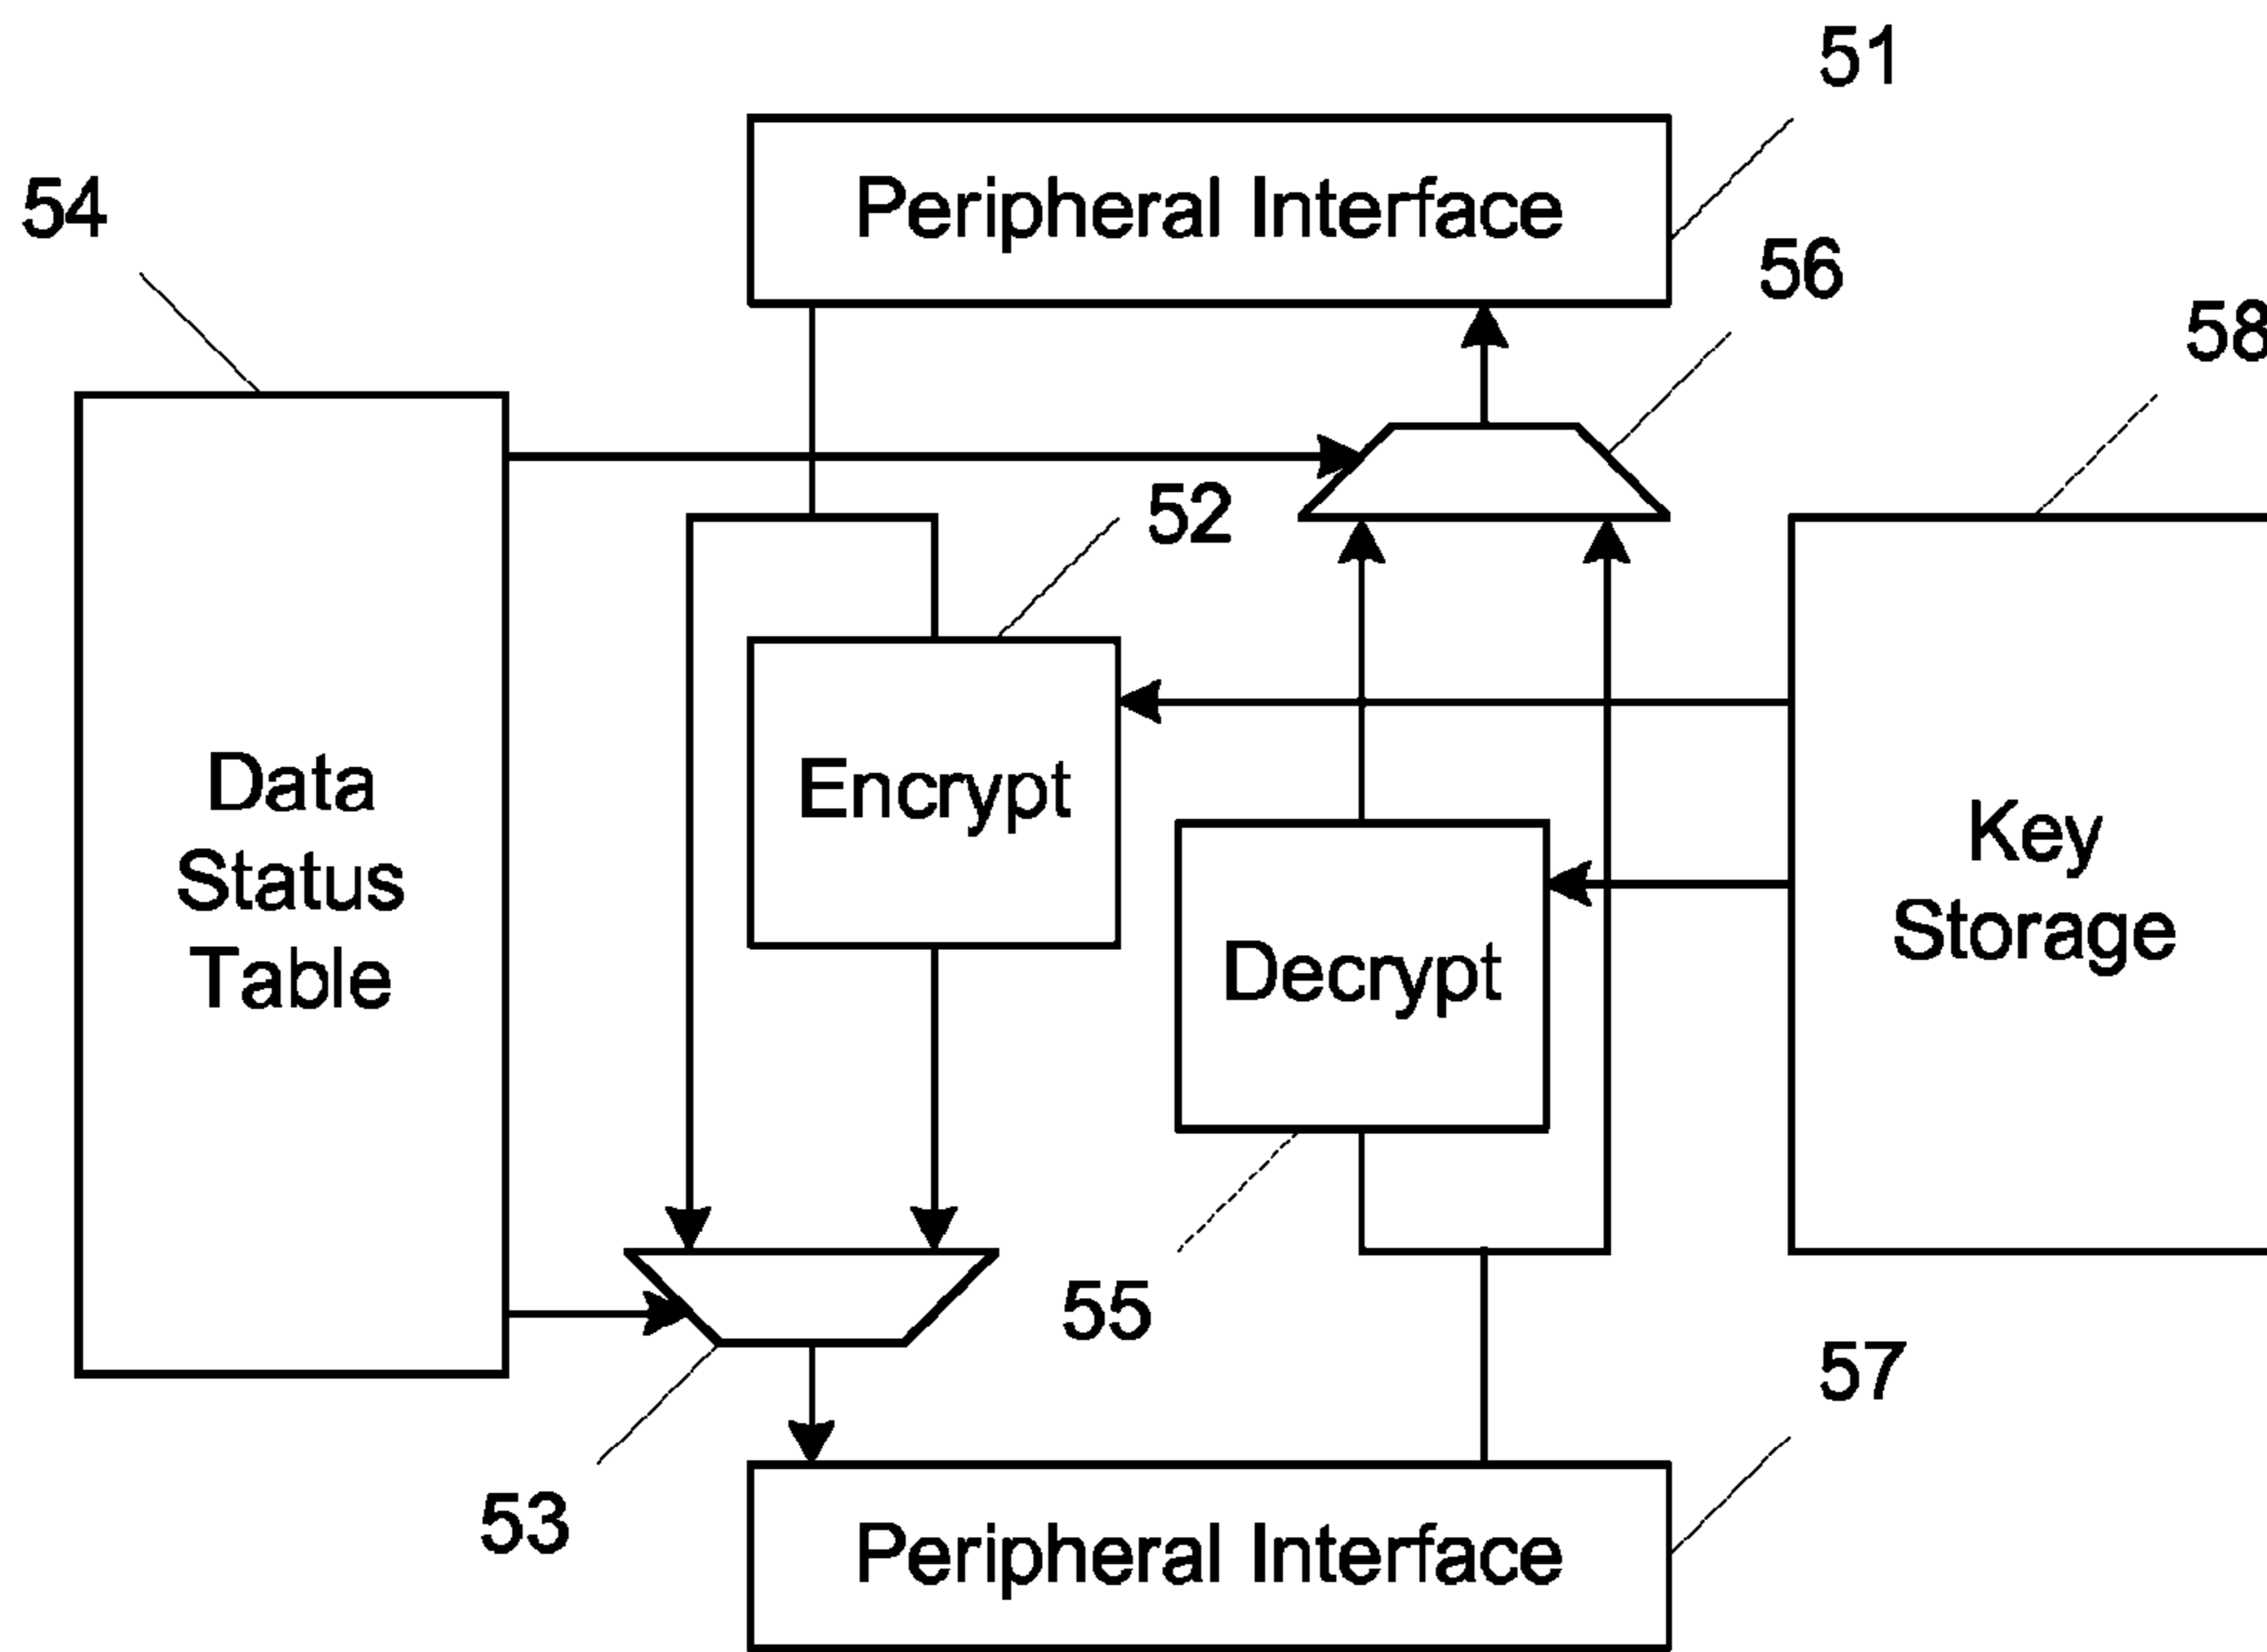 51
Peripheral Interface
54
56
58
52
Data
Status
Table
Encrypt
Key
Storage
Decrypt
55
57
53
Peripheral Interface